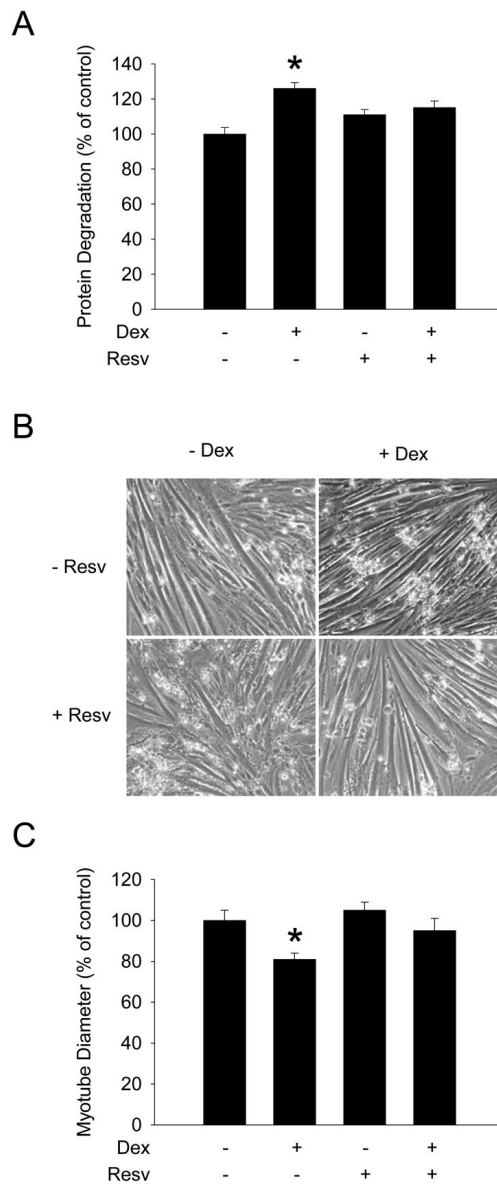 A
Protein Degradation (% of control)
140
120
100
80
60
40
20
0
*
Dex - + - +
Resv - - + +
B
- Dex + Dex
- Resv
+ Resv
C
Myotube Diameter (% of control)
120
100
80
60
40
20
0
*
Dex - + - +
Resv - - + +